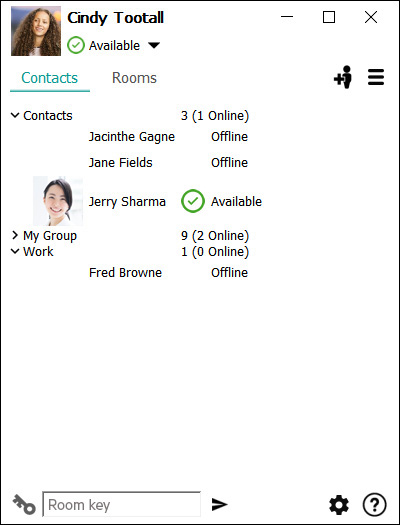 Cindy Tootall
Available
Contacts Rooms
Contacts 3 (1 Online)
Jacinthe Gagne Offline
Jane Fields Offline
Jerry Sharma Available
My Group 9 (2 Online)
Work 1 (0 Online)
Fred Browne Offline
Room key